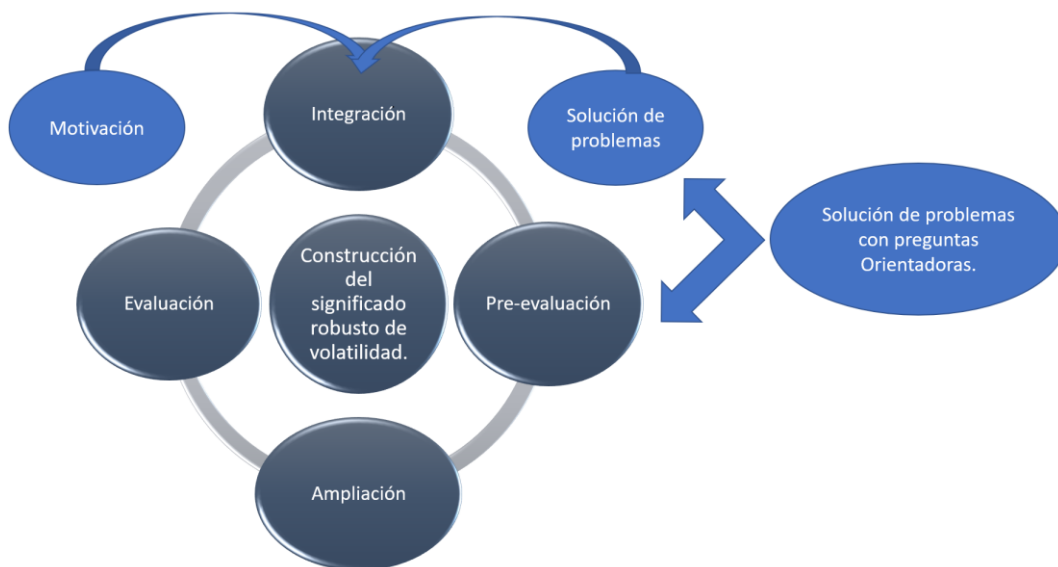 Integración
Motivación
Solución de
problemas
Solución de problemas
con preguntas
Orientadoras.
Construcción
del
significado
robusto de
volatilidad.
Evaluación
Pre-evaluación
Ampliación